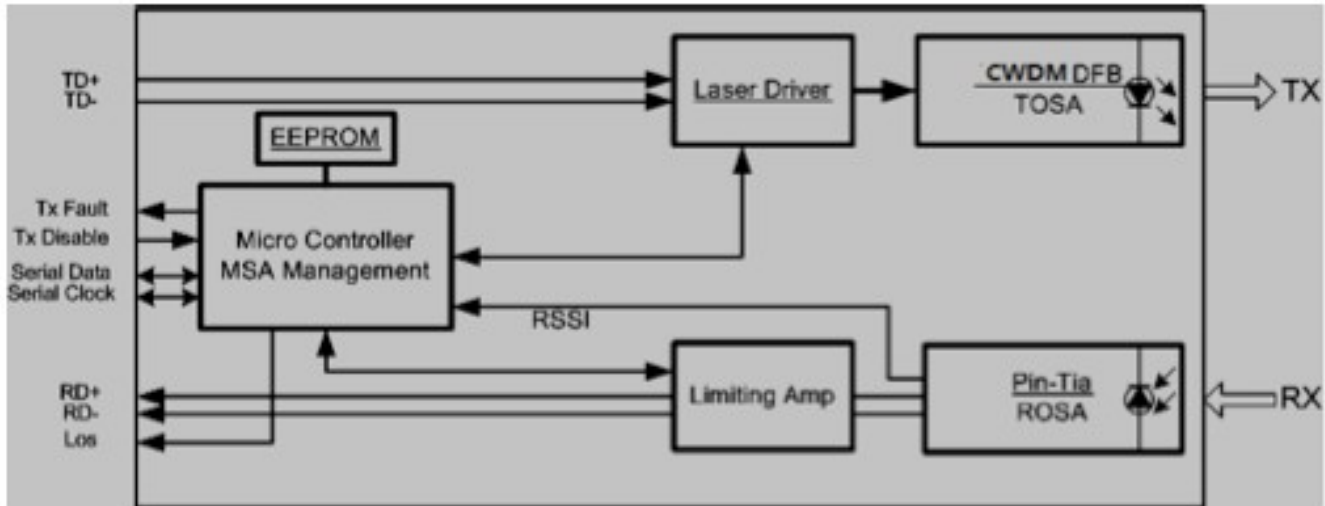 TD+
TD-
Laser Driver
CWDM DFB
TOSA
TX
EEPROM
Tx Fault
Tx Disable
Serial Data
Serial Clock
Micro Controller
MSA Management
RSSI
RD+
RD-
Los
Limiting Amp
Pin-Tia
ROSA
RX